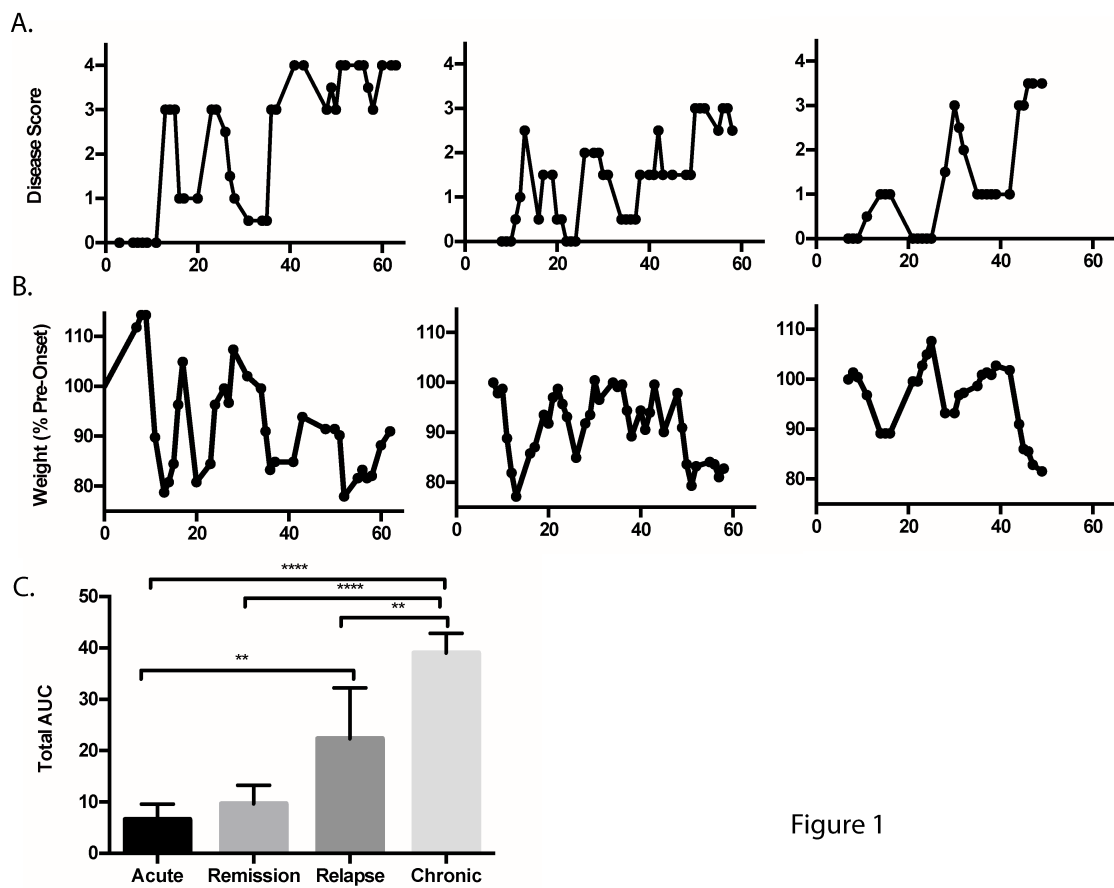 A.
Disease Score
4
3
2
1
0
0 20 40 60
4
3
2
1
0
0 20 40 60
4
3
2
1
0
0 20 40 60
B.
Weight (% Pre-Onset)
110
100
90
80
0 20 40 60
110
100
90
80
0 20 40 60
110
100
90
80
0 20 40 60
C.
Total AUC
50
40
30
20
10
0
****
****
**
**
Acute Remission Relapse Chronic
Figure 1